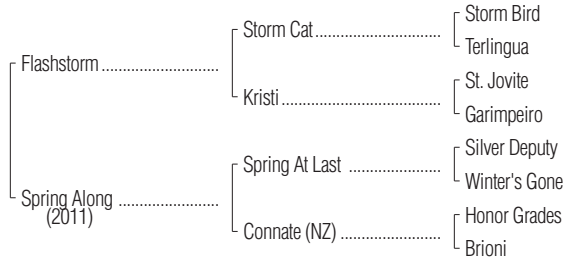 Storm Bird
Storm Cat
Terlingua
Flashstorm
St. Jovite
Kristi
Garimpeiro
Silver Deputy
Spring At Last
Winter's Gone
Spring Along
(2011)
Honor Grades
Connate (NZ)
Brioni